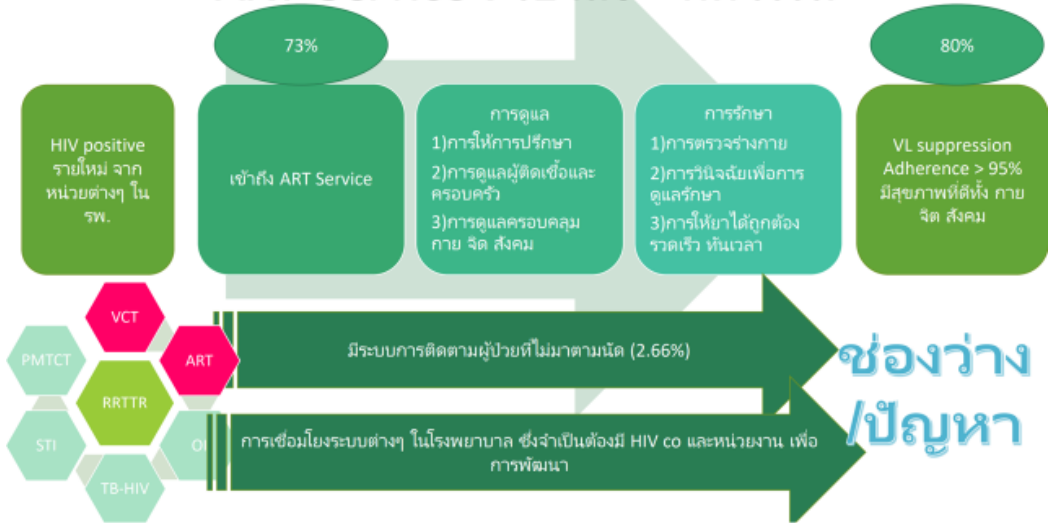 73%
80%
HIV positive
รายใหม่ จาก
หน่วยต่างๆ ใน
รพ.
เข้าถึง ART Service
การดูแล
1)การให้การปรึกษา
2)การดูแลผู้ติดเชื้อและ
ครอบครัว
3)การดูแลครอบคลุม
กาย จิด สังคม
การรักษา
1)การตรวจร่างกาย
2)การวินิจฉัยเพื่อการ
ดูแลรักษา
3)การให้ยาได้ถูกต้อง
รวดเร็ว ทันเวลา
VL suppression
Adherence > 95%
มีสุขภาพที่ดีทั้ง กาย
จิต สังคม
VCT
PMTCT
ART
RRTTR
STI
TB-HIV
มีระบบการติดตามผู้ป่วยที่ไม่มาตามนัด (2.66%)
การเชื่อมโยงระบบต่างๆ ในโรงพยาบาล ซึ่งจำเป็นต้องมี HIV co และหน่วยงาน เพื่อ
การพัฒนา
ช่องว่าง
/ปัญหา